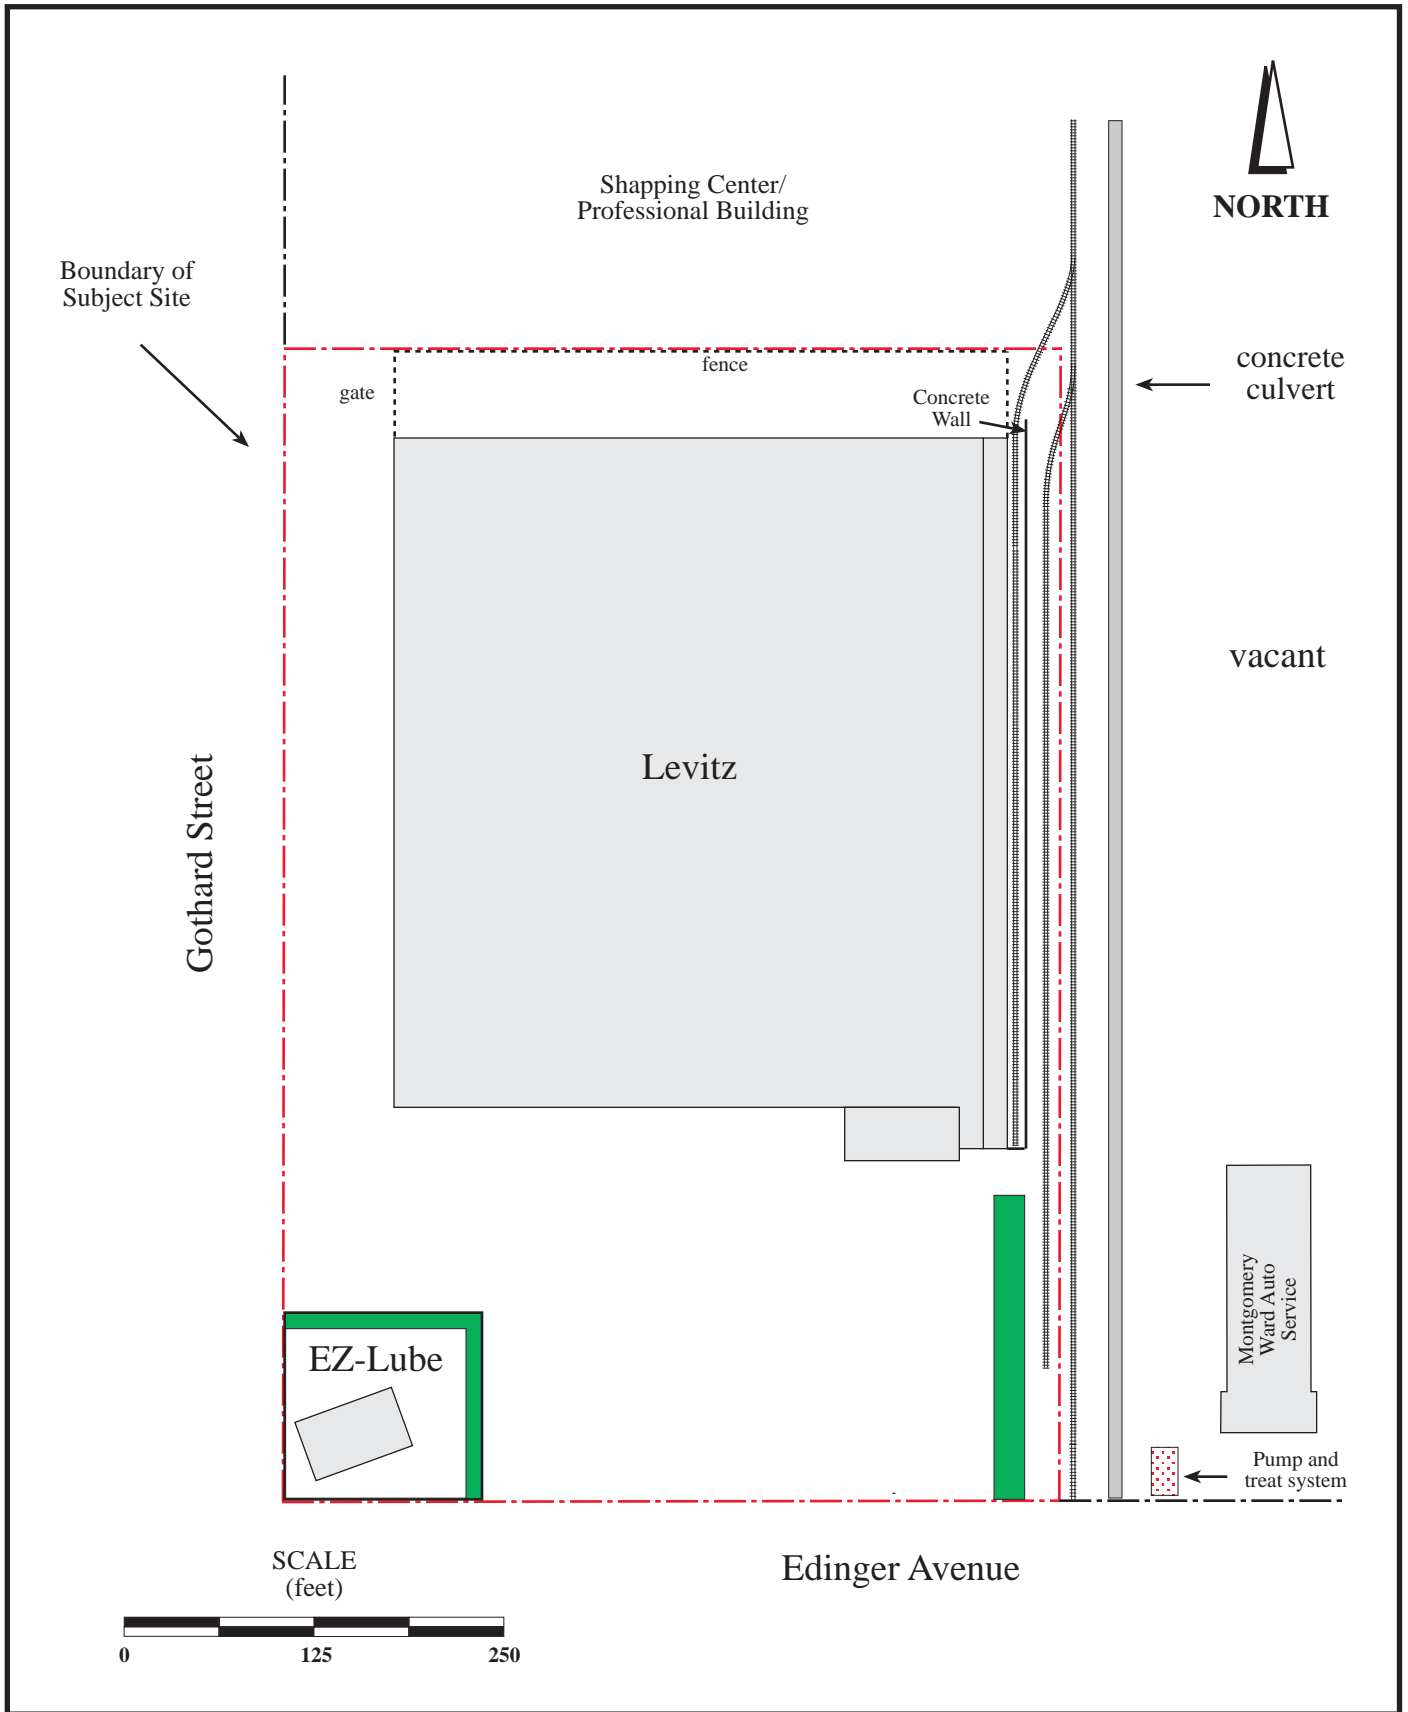 Shapping Center/
Professional Building
NORTH
Boundary of
Subject Site
fence
gate
Concrete
Wall
concrete
culvert
vacant
Levitz
Gothard Street
Montgomery
Ward Auto
Service
EZ-Lube
Pump and
treat system
Edinger Avenue
SCALE
(feet)
0 125 250